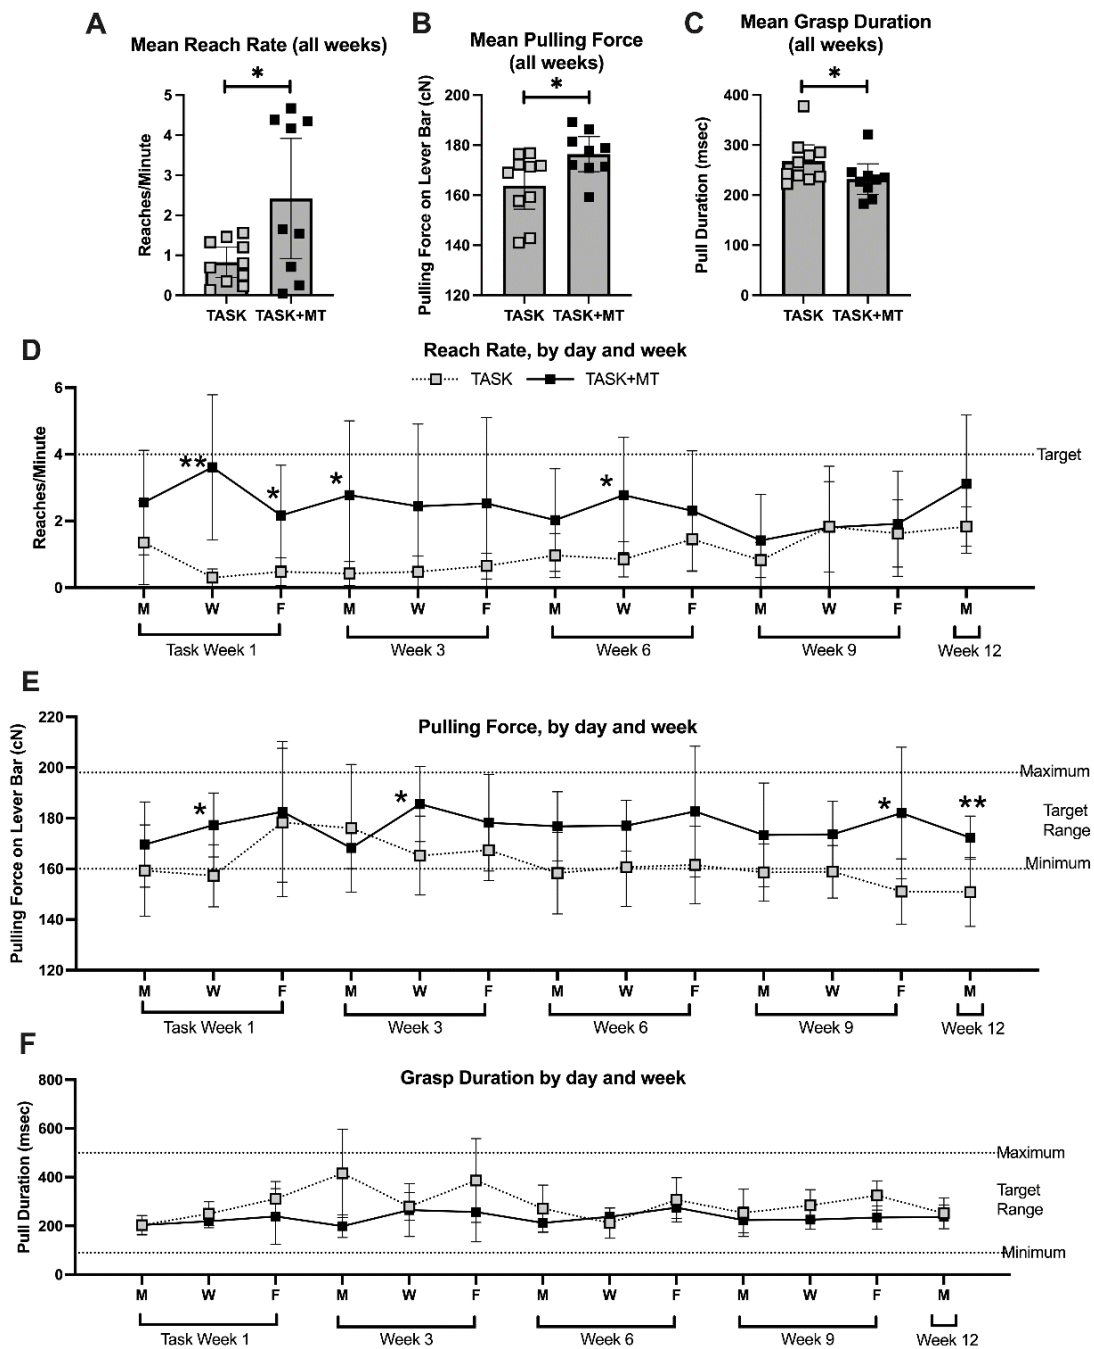 A
Mean Reach Rate (all weeks)
*
Reaches/Minute
5
4
3
2
1
0
TASK TASK+MT
B
Mean Pulling Force
(all weeks)
*
Pulling Force on Lever Bar (cN)
200
180
160
140
120
TASK TASK+MT
C
Mean Grasp Duration
(all weeks)
*
Pull Duration (msec)
400
300
200
100
0
TASK TASK+MT
D
Reach Rate, by day and week
TASK TASK+MT
Reaches/Minute
6
4
2
0
** * * *
Target
M W F M W F M W F M W F M
Task Week 1 Week 3 Week 6 Week 9 Week 12
E
Pulling Force, by day and week
Pulling Force on Lever Bar (cN)
220
200
180
160
140
120
* * * **
Maximum
Target
Range
Minimum
M W F M W F M W F M W F M
Task Week 1 Week 3 Week 6 Week 9 Week 12
F
Grasp Duration by day and week
Pull Duration (msec)
800
600
400
200
0
Maximum
Target
Range
Minimum
M W F M W F M W F M W F M
Task Week 1 Week 3 Week 6 Week 9 Week 12